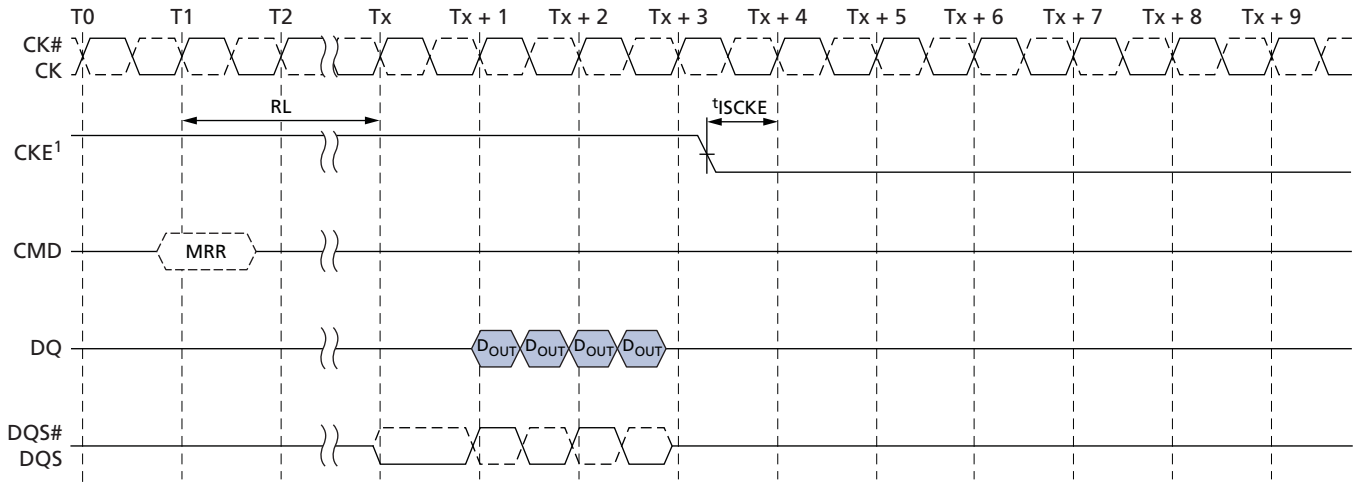 T0 T1 T2 Tx Tx + 1 Tx + 2 Tx + 3 Tx + 4 Tx + 5 Tx + 6 Tx + 7 Tx + 8 Tx + 9
CK#
CK
RL
tISCKE
CKE1
CMD
MRR
DQ
DOUT DOUT DOUT DOUT
DQS#
DQS